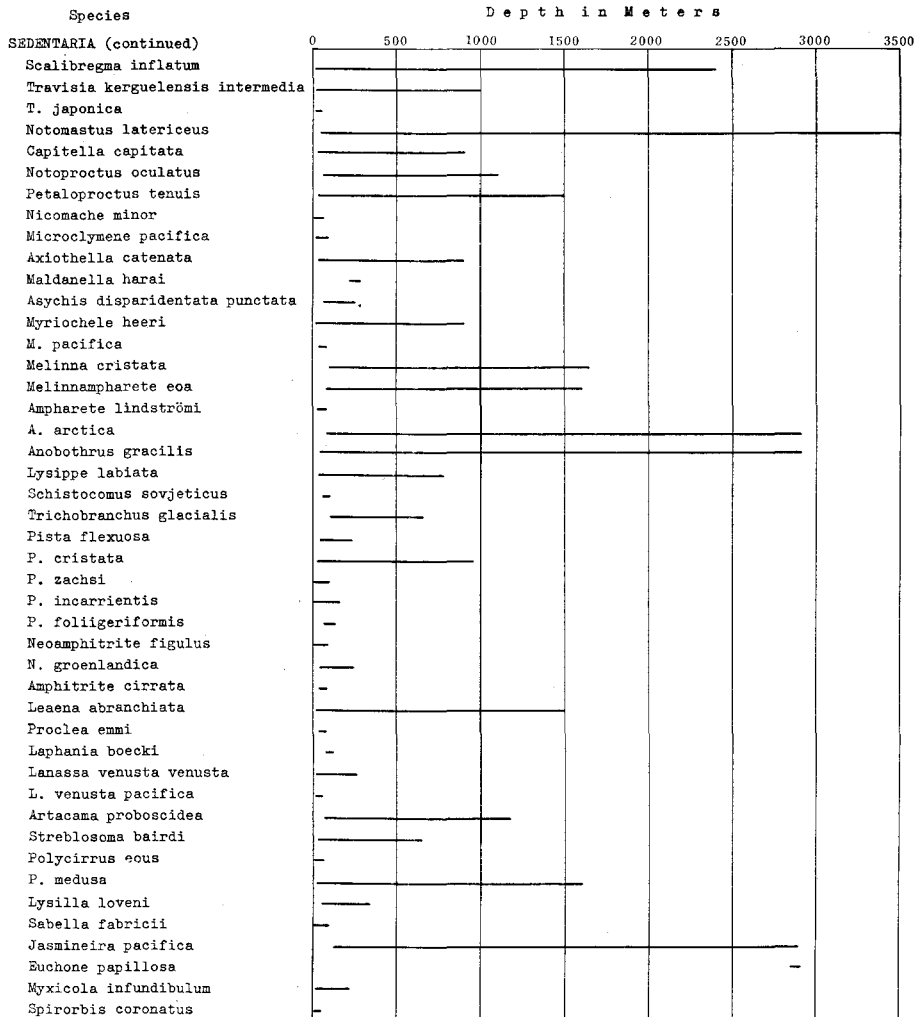 Species
Depth in Meters
SEDENTARIA (continued)
0 500 1000 1500 2000 2500 3000 3500
Scalibregma inflatum
Travisia kerguelensis intermedia
T. japonica
Notomastus latericeus
Capitella capitata
Notoproctus oculatus
Petaloproctus tenuis
Nicomache minor
Microclymene pacifica
Axiothella catenata
Maldanella harai
Asychis disparidentata punctata
Myriochele heeri
M. pacifica
Melinna cristata
Melinnampharete eoa
Ampharete lindströmi
A. arctica
Anobothrus gracilis
Lysippe labiata
Schistocomus sovjeticus
Trichobranchus glacialis
Pista flexuosa
P. cristata
P. zachsi
P. incarrientis
P. foliigeriformis
Neoamphitrite figulus
N. groenlandica
Amphitrite cirrata
Leaena abranchiata
Proclea emmi
Laphania boecki
Lanassa venusta venusta
L. venusta pacifica
Artacama proboscidea
Streblosoma bairdi
Polycirrus eous
P. medusa
Lysilla loveni
Sabella fabricii
Jasmineira pacifica
Euchone papillosa
Myxicola infundibulum
Spirorbis coronatus